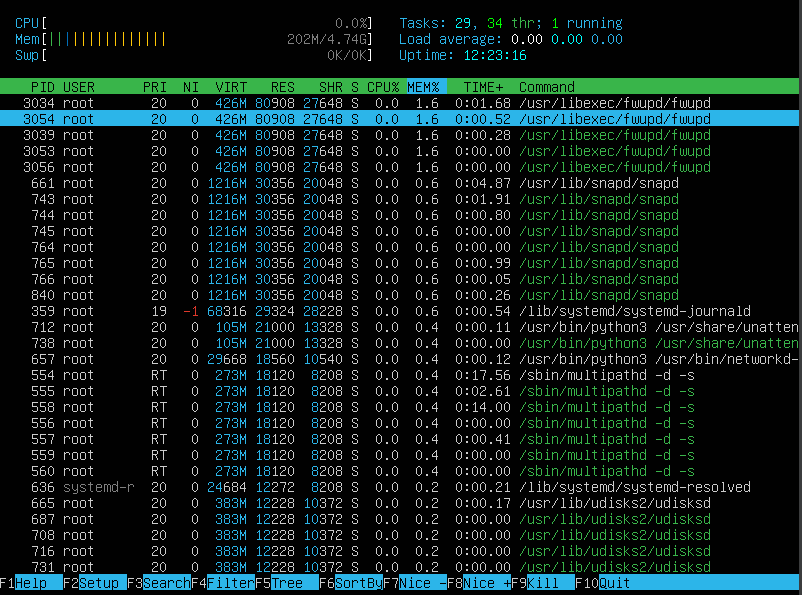 CPU[ 0.0%] Tasks: 29, 34 thr; 1 running
Mem[||||||||||||||| 202M/4.74G] Load average: 0.00 0.00 0.00
Swp[ 0K/0K] Uptime: 12:23:16
PID USER PRI NI VIRT RES SHR S CPU% MEM% TIME+ Command
3034 root 20 0 426M 80908 27648 S 0.0 1.6 0:01.68 /usr/libexec/fwupd/fwupd
3054 root 20 0 426M 80908 27648 S 0.0 1.6 0:00.52 /usr/libexec/fwupd/fwupd
3039 root 20 0 426M 80908 27648 S 0.0 1.6 0:00.28 /usr/libexec/fwupd/fwupd
3053 root 20 0 426M 80908 27648 S 0.0 1.6 0:00.00 /usr/libexec/fwupd/fwupd
3056 root 20 0 426M 80908 27648 S 0.0 1.6 0:00.00 /usr/libexec/fwupd/fwupd
661 root 20 0 1216M 30356 20048 S 0.0 0.6 0:04.87 /usr/lib/snapd/snapd
743 root 20 0 1216M 30356 20048 S 0.0 0.6 0:01.91 /usr/lib/snapd/snapd
744 root 20 0 1216M 30356 20048 S 0.0 0.6 0:00.80 /usr/lib/snapd/snapd
745 root 20 0 1216M 30356 20048 S 0.0 0.6 0:00.00 /usr/lib/snapd/snapd
764 root 20 0 1216M 30356 20048 S 0.0 0.6 0:00.00 /usr/lib/snapd/snapd
765 root 20 0 1216M 30356 20048 S 0.0 0.6 0:00.99 /usr/lib/snapd/snapd
766 root 20 0 1216M 30356 20048 S 0.0 0.6 0:00.05 /usr/lib/snapd/snapd
840 root 20 0 1216M 30356 20048 S 0.0 0.6 0:00.26 /usr/lib/snapd/snapd
359 root 19 -1 68316 29324 28228 S 0.0 0.6 0:00.54 /lib/systemd/systemd-journald
712 root 20 0 105M 21000 13328 S 0.0 0.4 0:00.11 /usr/bin/python3 /usr/share/unatten
738 root 20 0 105M 21000 13328 S 0.0 0.4 0:00.00 /usr/bin/python3 /usr/share/unatten
657 root 20 0 29668 18560 10540 S 0.0 0.4 0:00.12 /usr/bin/python3 /usr/bin/networkd-
554 root RT 0 273M 18120 8208 S 0.0 0.4 0:17.56 /sbin/multipathd -d -s
555 root RT 0 273M 18120 8208 S 0.0 0.4 0:02.61 /sbin/multipathd -d -s
558 root RT 0 273M 18120 8208 S 0.0 0.4 0:14.00 /sbin/multipathd -d -s
556 root RT 0 273M 18120 8208 S 0.0 0.4 0:00.00 /sbin/multipathd -d -s
557 root RT 0 273M 18120 8208 S 0.0 0.4 0:00.41 /sbin/multipathd -d -s
559 root RT 0 273M 18120 8208 S 0.0 0.4 0:00.00 /sbin/multipathd -d -s
560 root RT 0 273M 18120 8208 S 0.0 0.4 0:00.00 /sbin/multipathd -d -s
636 systemd-r 20 0 24684 12272 8208 S 0.0 0.2 0:00.21 /lib/systemd/systemd-resolved
665 root 20 0 383M 12228 10372 S 0.0 0.2 0:00.17 /usr/lib/udisks2/udisksd
687 root 20 0 383M 12228 10372 S 0.0 0.2 0:00.00 /usr/lib/udisks2/udisksd
708 root 20 0 383M 12228 10372 S 0.0 0.2 0:00.00 /usr/lib/udisks2/udisksd
716 root 20 0 383M 12228 10372 S 0.0 0.2 0:00.00 /usr/lib/udisks2/udisksd
731 root 20 0 383M 12228 10372 S 0.0 0.2 0:00.00 /usr/lib/udisks2/udisksd
F1Help F2Setup F3SearchF4FilterF5Tree F6SortByF7Nice -F8Nice +F9Kill F10Quit